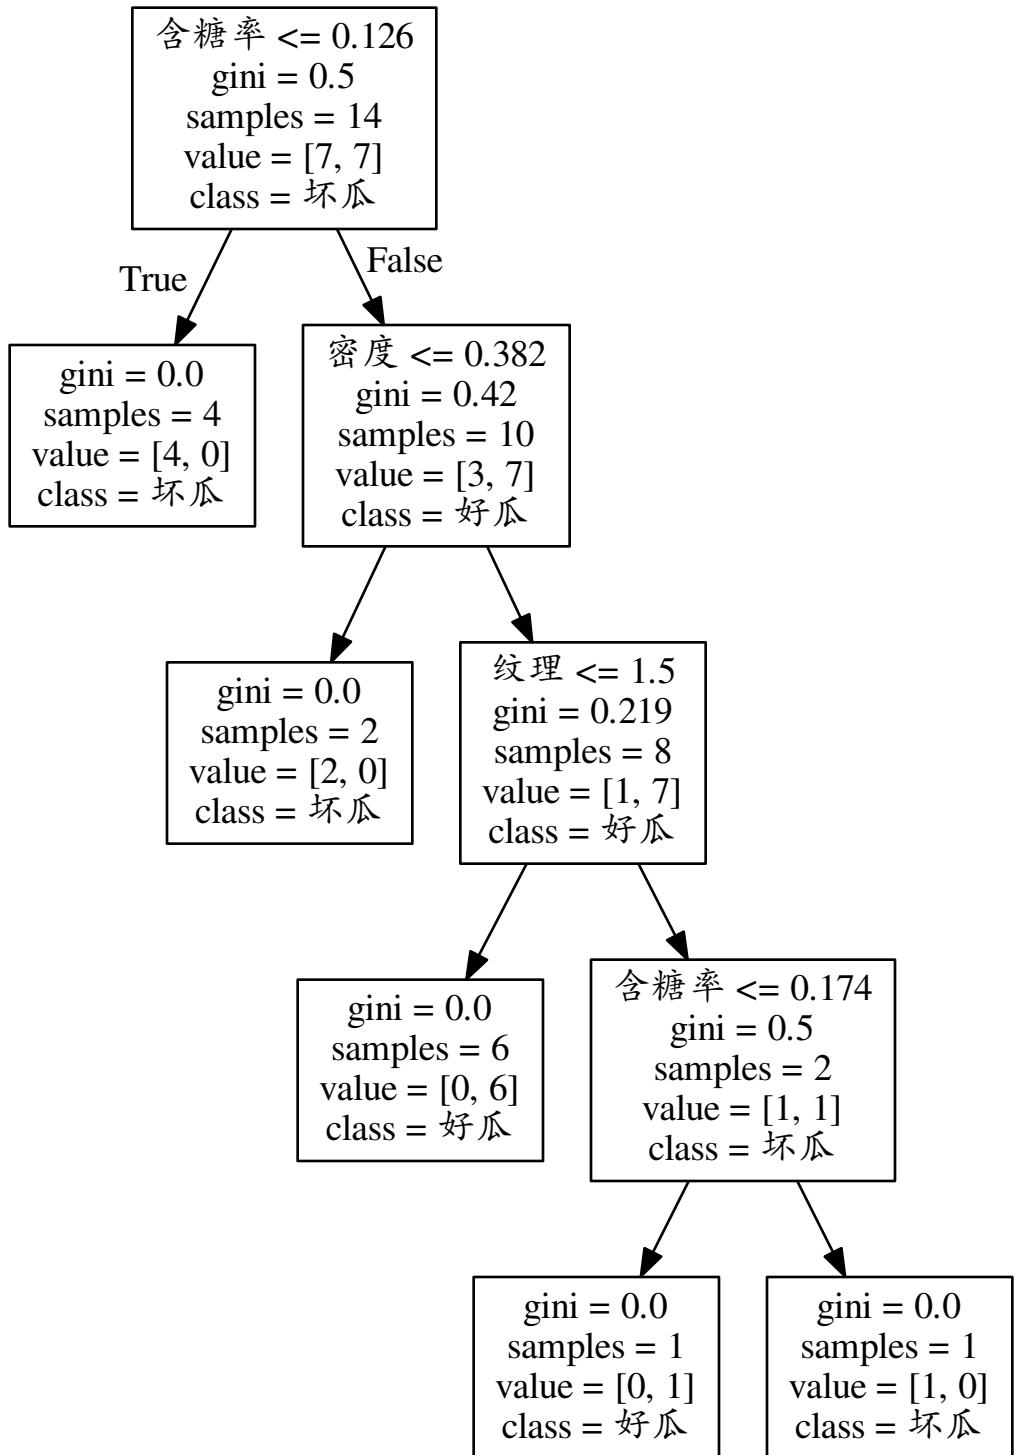 含糖率 <= 0.126
gini = 0.5
samples = 14
value = [7, 7]
class = 坏瓜
True
False
gini = 0.0
samples = 4
value = [4, 0]
class = 坏瓜
密度 <= 0.382
gini = 0.42
samples = 10
value = [3, 7]
class = 好瓜
gini = 0.0
samples = 2
value = [2, 0]
class = 坏瓜
纹理 <= 1.5
gini = 0.219
samples = 8
value = [1, 7]
class = 好瓜
gini = 0.0
samples = 6
value = [0, 6]
class = 好瓜
含糖率 <= 0.174
gini = 0.5
samples = 2
value = [1, 1]
class = 坏瓜
gini = 0.0
samples = 1
value = [0, 1]
class = 好瓜
gini = 0.0
samples = 1
value = [1, 0]
class = 坏瓜